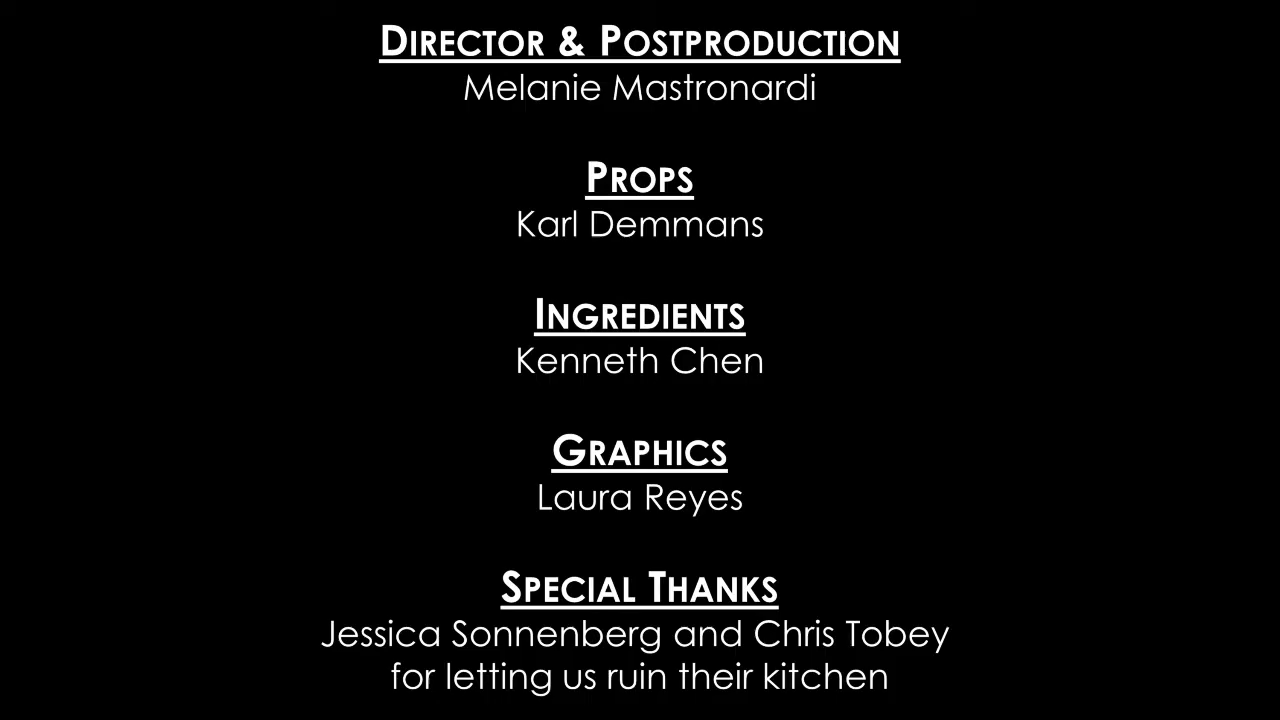 DIRECTOR & POSTPRODUCTION
Melanie Mastronardi
PROPS
Karl Demmans
INGREDIENTS
Kenneth Chen
GRAPHICS
Laura Reyes
SPECIAL THANKS
Jessica Sonnenberg and Chris Tobey
for letting us ruin their kitchen